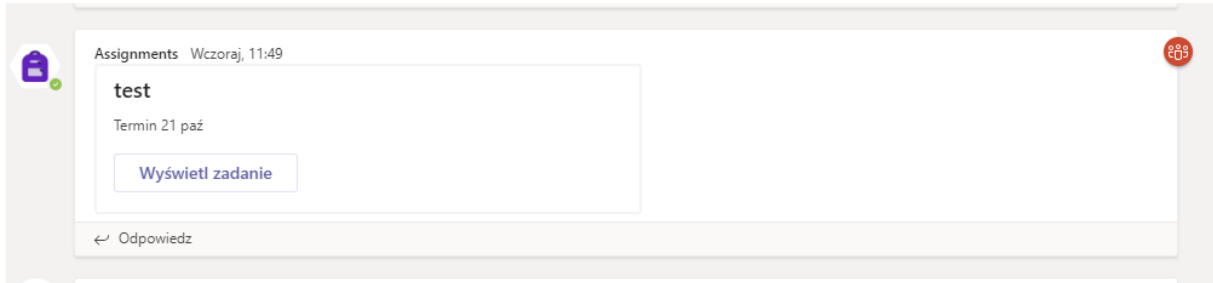 Assignments Wczoraj, 11:49
test
Termin 21 paź
Wyświetl zadanie
Odpowiedz